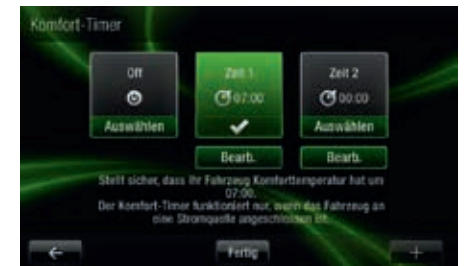 Komfort-Timer
Off Zeit 1 Zeit 2
07:00 00:00
Auswählen Auswählen
Bearb. Bearb.
Stellt sicher, dass Ihr Fahrzeug Komforttemperatur hat um
07:00.
Der Komfort-Timer funktioniert nur, wenn das Fahrzeug an
eine Stromquelle angeschlossen ist.
Fertig